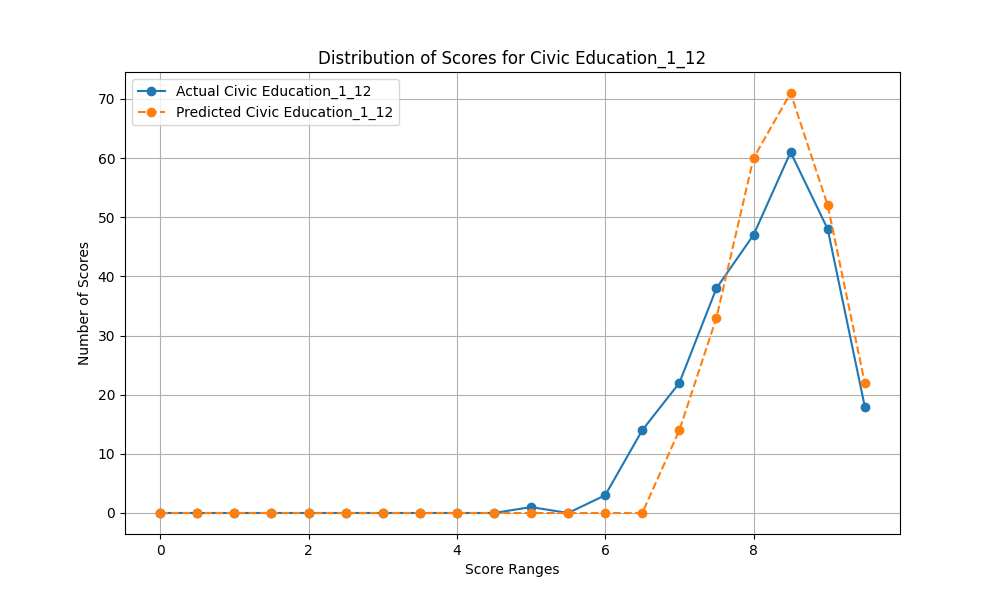 Distribution of Scores for Civic Education_1_12
Actual Civic Education_1_12
Predicted Civic Education_1_12
Number of Scores
70
60
50
40
30
20
10
0
0 2 4 6 8
Score Ranges